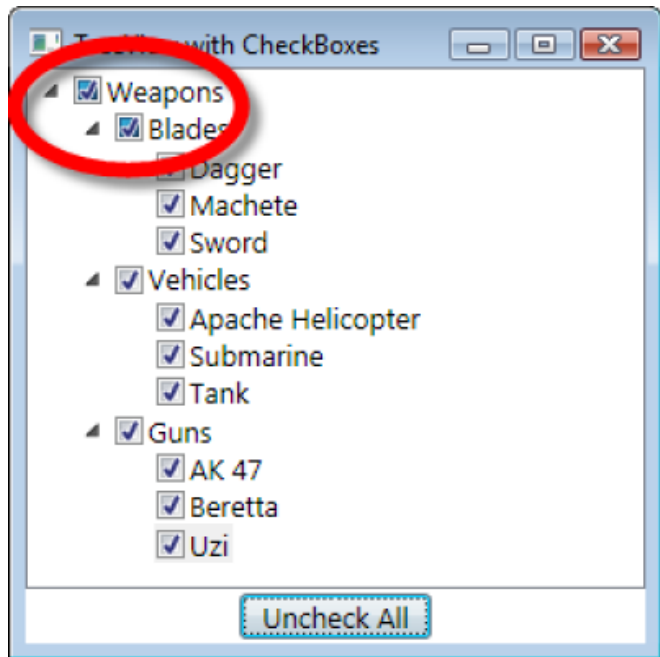 TreeView with CheckBoxes
Weapons
Blades
Dagger
Machete
Sword
Vehicles
Apache Helicopter
Submarine
Tank
Guns
AK 47
Beretta
Uzi
Uncheck All